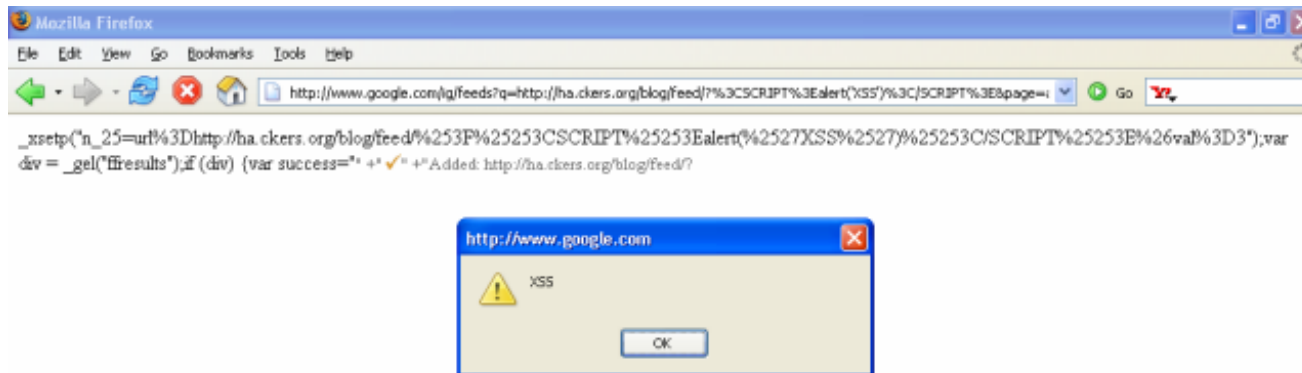 Mozilla Firefox
File Edit View Go Bookmarks Tools Help
http://www.google.com/ig/feeds?q=http://ha.ckers.org/blog/feed/?%3CSCRIPT%3Ealert('XSS')%3C/SCRIPT%3E&page= Go Y!
_xsetp("n_25=url%3Dhttp://ha.ckers.org/blog/feed/%253F%25253CSCRIPT%25253Ealert(%2527XSS%2527)%25253C/SCRIPT%25253E%26val%3D3");var
div = _gel("ffresults");if (div) {var success="" +"✓" +"Added: http://ha.ckers.org/blog/feed/?
http://www.google.com
XSS
OK